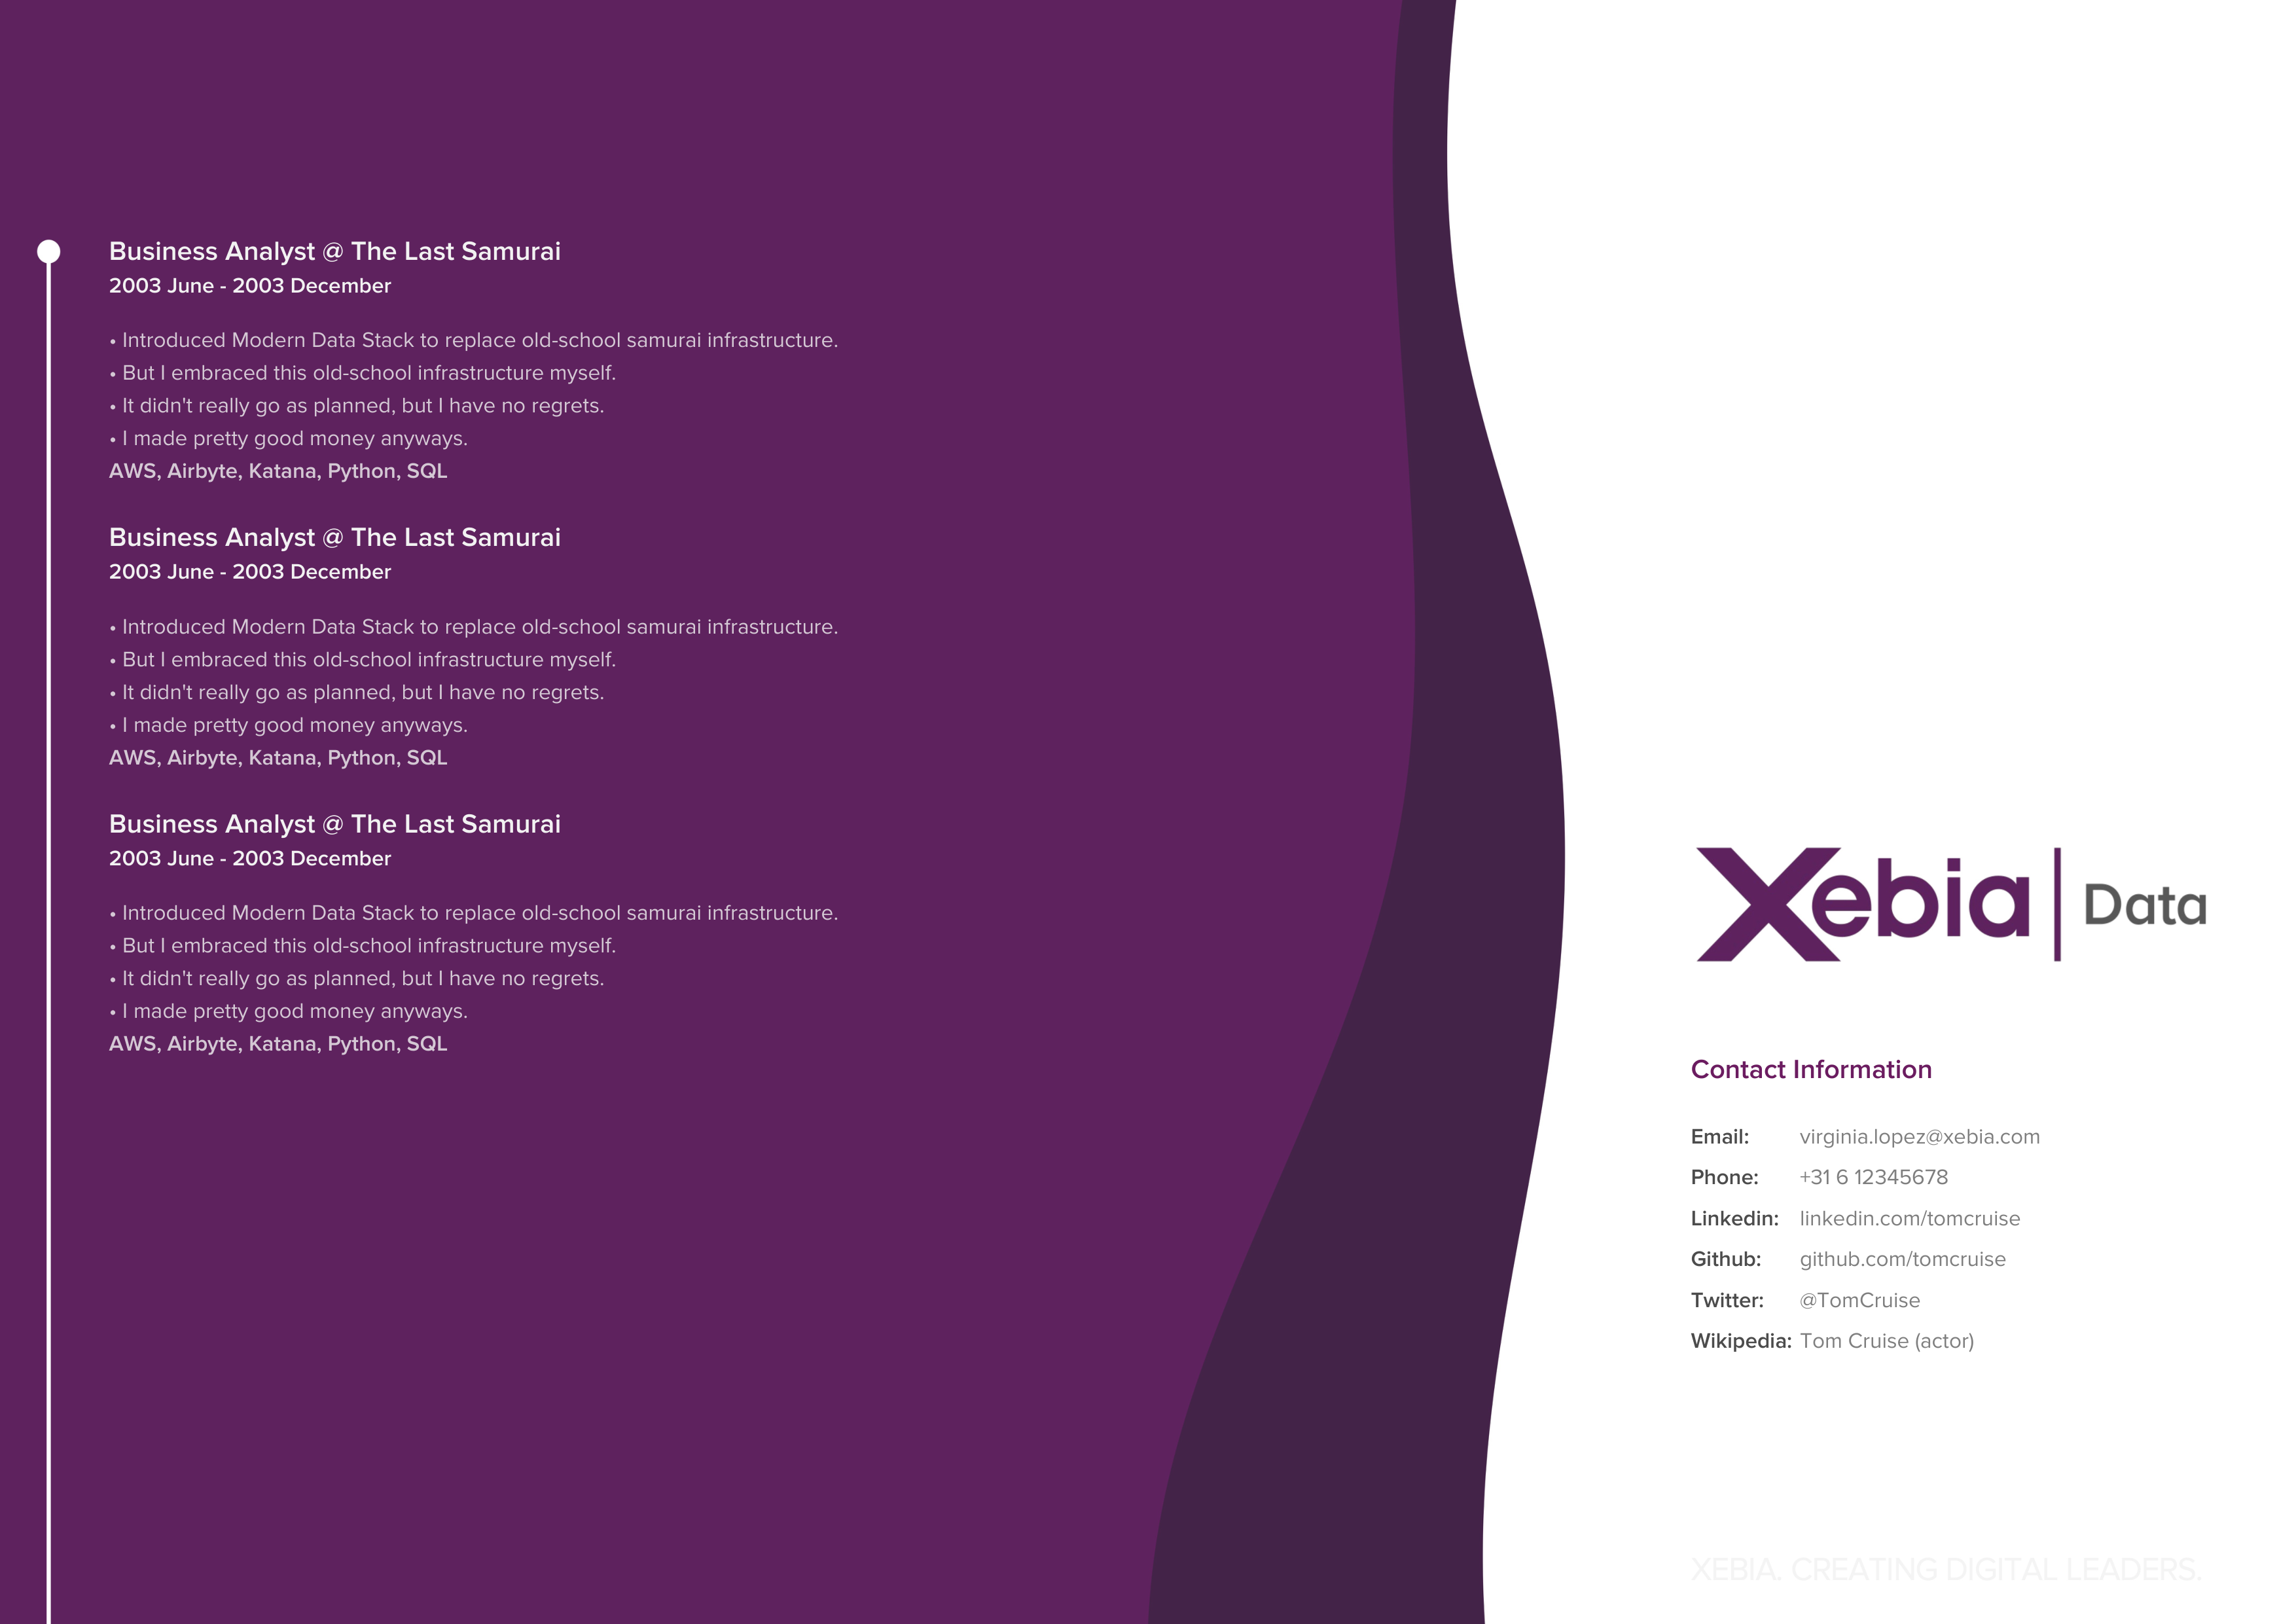 Business Analyst @ The Last Samurai
2003 June - 2003 December
• Introduced Modern Data Stack to replace old-school samurai infrastructure.
• But I embraced this old-school infrastructure myself.
• It didn't really go as planned, but I have no regrets.
• I made pretty good money anyways.
AWS, Airbyte, Katana, Python, SQL
Business Analyst @ The Last Samurai
2003 June - 2003 December
• Introduced Modern Data Stack to replace old-school samurai infrastructure.
• But I embraced this old-school infrastructure myself.
• It didn't really go as planned, but I have no regrets.
• I made pretty good money anyways.
AWS, Airbyte, Katana, Python, SQL
Business Analyst @ The Last Samurai
2003 June - 2003 December
• Introduced Modern Data Stack to replace old-school samurai infrastructure.
• But I embraced this old-school infrastructure myself.
• It didn't really go as planned, but I have no regrets.
• I made pretty good money anyways.
AWS, Airbyte, Katana, Python, SQL
Xebia | Data
Contact Information
Email: virginia.lopez@xebia.com
Phone: +31 6 12345678
Linkedin: linkedin.com/tomcruise
Github: github.com/tomcruise
Twitter: @TomCruise
Wikipedia: Tom Cruise (actor)
XEBIA. CREATING DIGITAL LEADERS.